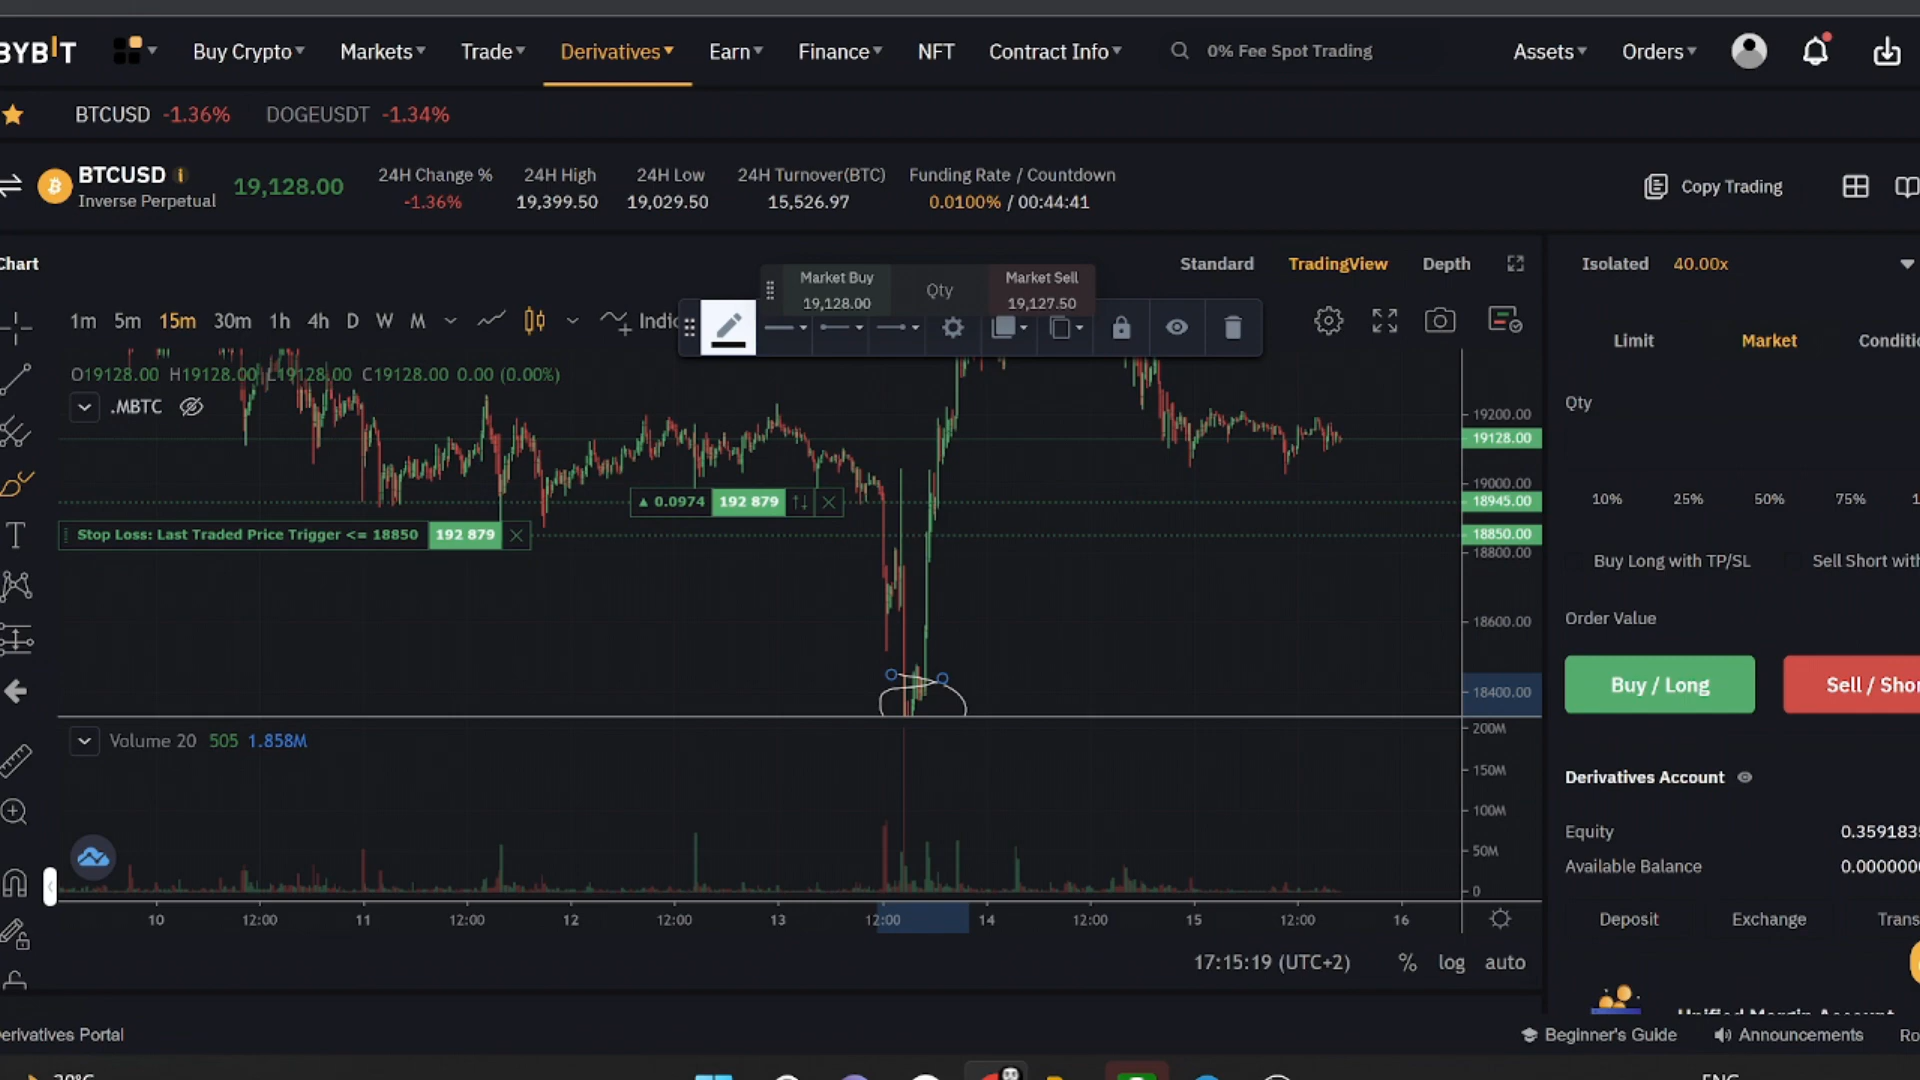 BYBIT Buy Crypto Markets Trade Derivatives Earn Finance NFT Contract Info 0% Fee Spot Trading Assets Orders
BTCUSD -1.36% DOGEUSDT -1.34%
BTCUSD i 19,128.00
Inverse Perpetual
24H Change % 24H High 24H Low 24H Turnover(BTC) Funding Rate / Countdown
-1.36% 19,399.50 19,029.50 15,526.97 0.0100% / 00:44:41
Copy Trading
Chart Standard TradingView Depth
Isolated 40.00x
Market Buy Qty Market Sell
19,128.00 19,127.50
1m 5m 15m 30m 1h 4h D W M
Limit Market
O19128.00 H19128.00 L19128.00 C19128.00 0.00 (0.00%)
.MBTC
Qty
19200.00
19128.00
19000.00
10% 25% 50% 75%
▲ 0.0974 192 879
18945.00
Stop Loss: Last Traded Price Trigger <= 18850 192 879
18850.00
18800.00
Buy Long with TP/SL Sell Short with
Order Value
18600.00
18400.00
Buy / Long Sell /
Volume 20 505 1.858M
200M
150M
100M
50M
0
Derivatives Account
Equity 0.359183
Available Balance 0.000000
10 12:00 11 12:00 12 12:00 13 12:00 14 12:00 15 12:00 16
Deposit Exchange
17:15:19 (UTC+2) % log auto
Unified Margin Account
Derivatives Portal
Beginner's Guide Announcements
ENG